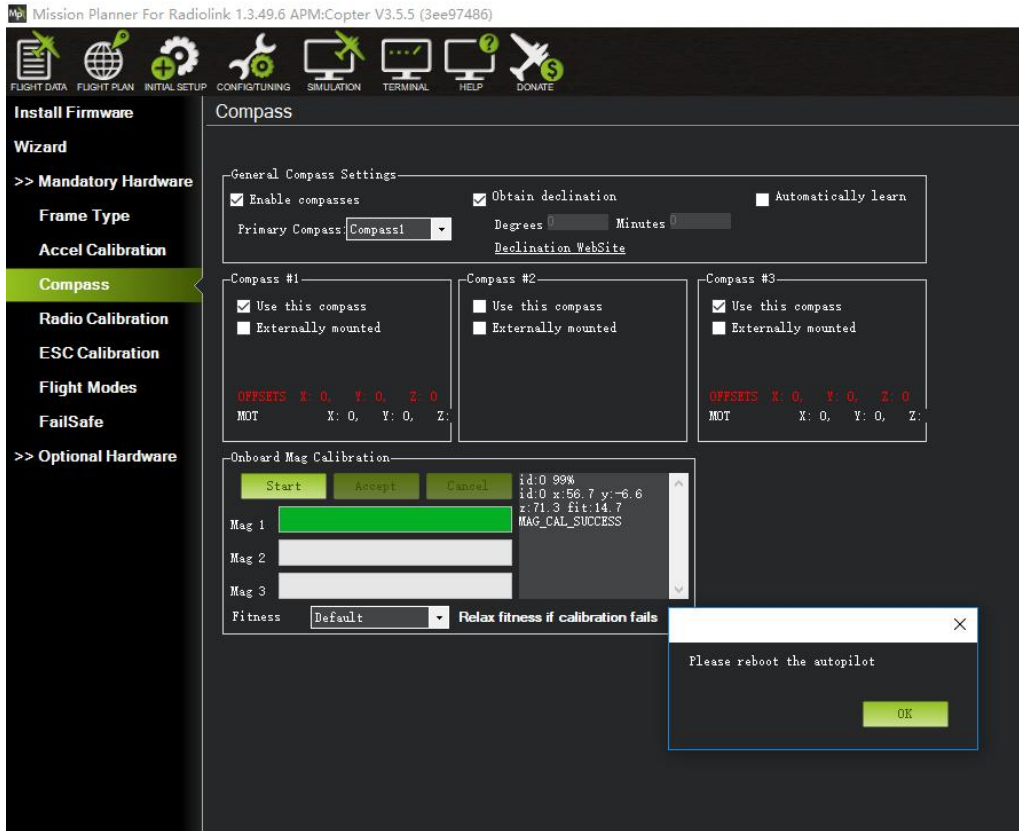 Mission Planner For Radiolink 1.3.49.6 APM:Copter V3.5.5 (3ee97486)
FLIGHT DATA FLIGHT PLAN INITIAL SETUP CONFIG/TUNING SIMULATION TERMINAL HELP DONATE
Install Firmware
Wizard
>> Mandatory Hardware
Frame Type
Accel Calibration
Compass
Radio Calibration
ESC Calibration
Flight Modes
FailSafe
>> Optional Hardware
Compass
General Compass Settings
Enable compasses
Obtain declination
Automatically learn
Primary Compass: Compass1
Degrees 0 Minutes 0
Declination WebSite
Compass #1
Use this compass
Externally mounted
OFFSETS X: 0, Y: 0, Z: 0
MOT X: 0, Y: 0, Z:
Compass #2
Use this compass
Externally mounted
Compass #3
Use this compass
Externally mounted
OFFSETS X: 0, Y: 0, Z: 0
MOT X: 0, Y: 0, Z:
Onboard Mag Calibration
Start Accept Cancel
id:0 99%
id:0 x:56.7 y:-6.6
z:71.3 fit:14.7
MAG_CAL_SUCCESS
Mag 1
Mag 2
Mag 3
Fitness Default Relax fitness if calibration fails
Please reboot the autopilot
OK